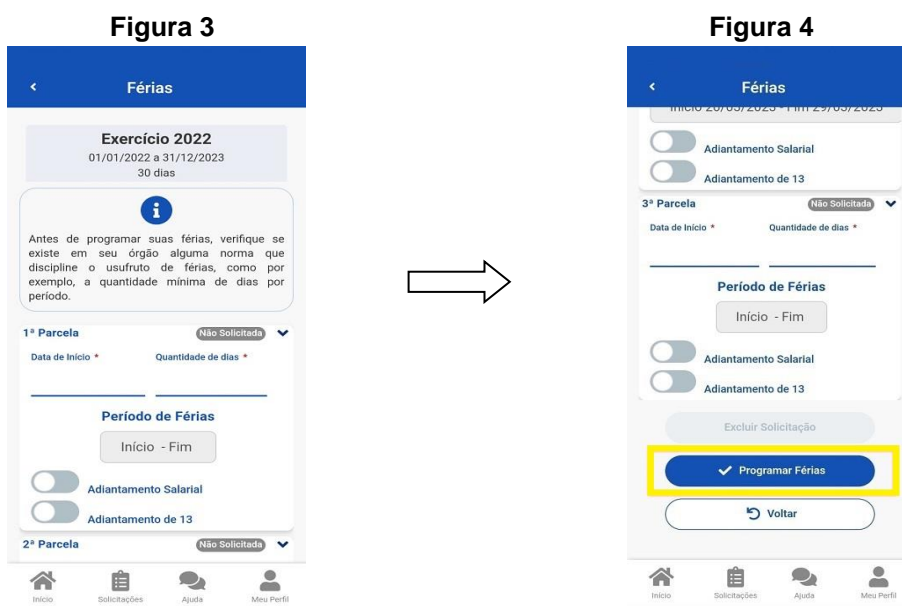 Figura 3
Férias
Exercício 2022
01/01/2022 a 31/12/2023
30 dias
Antes de programar suas férias, verifique se
existe em seu órgão alguma norma que
discipline o usufruto de férias, como por
exemplo, a quantidade mínima de dias por
período.
1ª Parcela Não Solicitada
Data de Início * Quantidade de dias *
Período de Férias
Início - Fim
Adiantamento Salarial
Adiantamento de 13
2ª Parcela Não Solicitada
Início Solicitações Ajuda Meu Perfil
Figura 4
Férias
Adiantamento Salarial
Adiantamento de 13
3ª Parcela Não Solicitada
Data de Início * Quantidade de dias *
Período de Férias
Início - Fim
Adiantamento Salarial
Adiantamento de 13
Excluir Solicitação
Programar Férias
Voltar
Início Solicitações Ajuda Meu Perfil